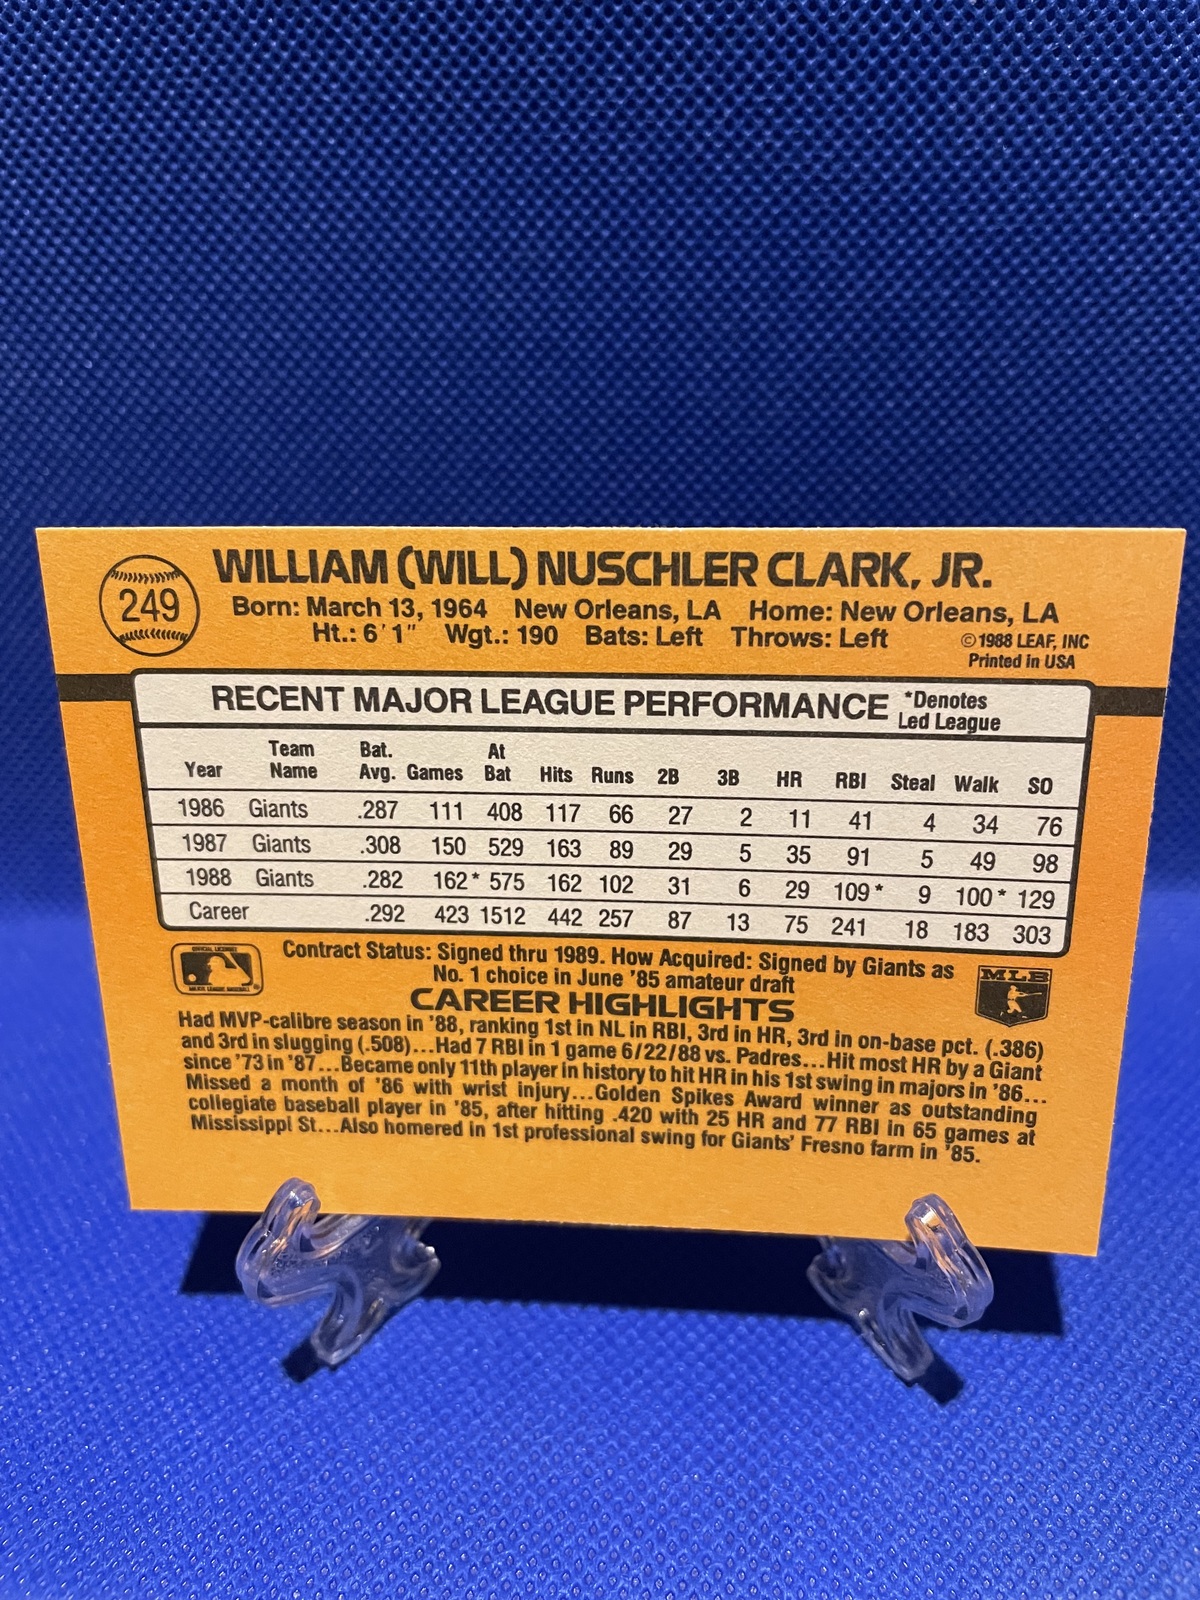 249
WILLIAM (WILL) NUSCHLER CLARK, JR.
Born: March 13, 1964 New Orleans, LA Home: New Orleans, LA
Ht.: 6'1" Wgt.: 190 Bats: Left Throws: Left
©1988 LEAF, INC
Printed in USA
RECENT MAJOR LEAGUE PERFORMANCE *Denotes
Led League
Year Team Name Bat. Avg. Games At Bat Hits Runs 2B 3B HR RBI Steal Walk SO
1986 Giants .287 111 408 117 66 27 2 11 41 4 34 76
1987 Giants .308 150 529 163 89 29 5 35 91 5 49 98
1988 Giants .282 162* 575 162 102 31 6 29 109* 9 100* 129
Career .292 423 1512 442 257 87 13 75 241 18 183 303
OFFICIAL LICENSEE
MAJOR LEAGUE BASEBALL
Contract Status: Signed thru 1989. How Acquired: Signed by Giants as
No. 1 choice in June '85 amateur draft
MLB
CAREER HIGHLIGHTS
Had MVP-calibre season in '88, ranking 1st in NL in RBI, 3rd in HR, 3rd in on-base pct. (.386)
and 3rd in slugging (.508)...Had 7 RBI in 1 game 6/22/88 vs. Padres...Hit most HR by a Giant
since '73 in '87...Became only 11th player in history to hit HR in his 1st swing in majors in '86...
Missed a month of '86 with wrist injury...Golden Spikes Award winner as outstanding
collegiate baseball player in '85, after hitting .420 with 25 HR and 77 RBI in 65 games at
Mississippi St...Also homered in 1st professional swing for Giants' Fresno farm in '85.